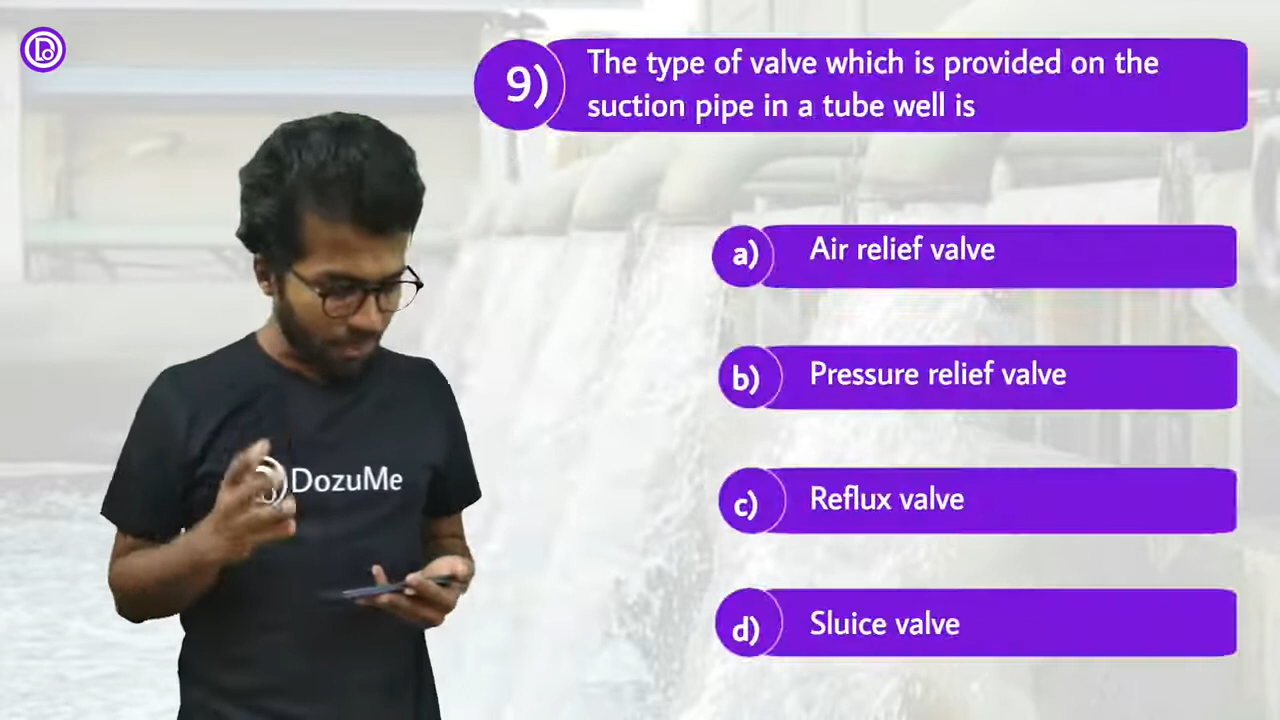 9)
The type of valve which is provided on the
suction pipe in a tube well is
a) Air relief valve
b) Pressure relief valve
c) Reflux valve
d) Sluice valve
DozuMe